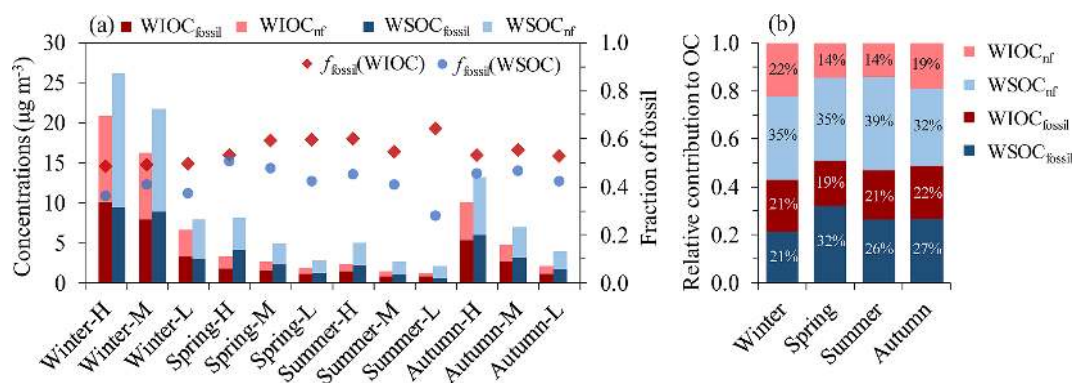 (a)
WIOCfossil WIOCnf WSOCfossil WSOCnf
ffossil(WIOC) ffossil(WSOC)
Concentrations (μg m-3)
30
25
20
15
10
5
0
Fraction of fossil
1.0
0.8
0.6
0.4
0.2
0.0
Winter-H
Winter-M
Winter-L
Spring-H
Spring-M
Spring-L
Summer-H
Summer-M
Summer-L
Autumn-H
Autumn-M
Autumn-L
(b)
Relative contribution to OC
1.0
0.8
0.6
0.4
0.2
0.0
22% 14% 14% 19%
35% 35% 39% 32%
21% 19% 21% 22%
21% 32% 26% 27%
Winter
Spring
Summer
Autumn
WIOCnf
WSOCnf
WIOCfossil
WSOCfossil